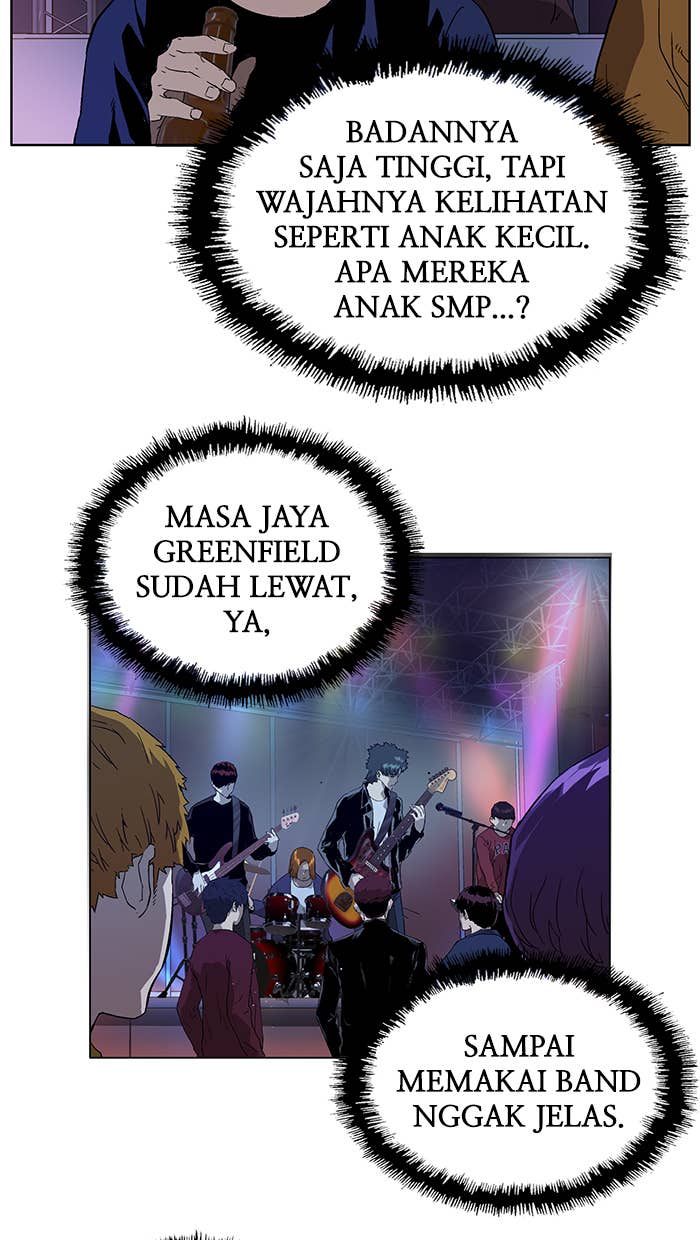 BADANNYA
SAJA TINGGI, TAPI
WAJAHNYA KELIHATAN
SEPERTI ANAK KECIL.
APA MEREKA
ANAK SMP...?
MASA JAYA
GREENFIELD
SUDAH LEWAT,
YA,
SAMPAI
MEMAKAI BAND
NGGAK JELAS.